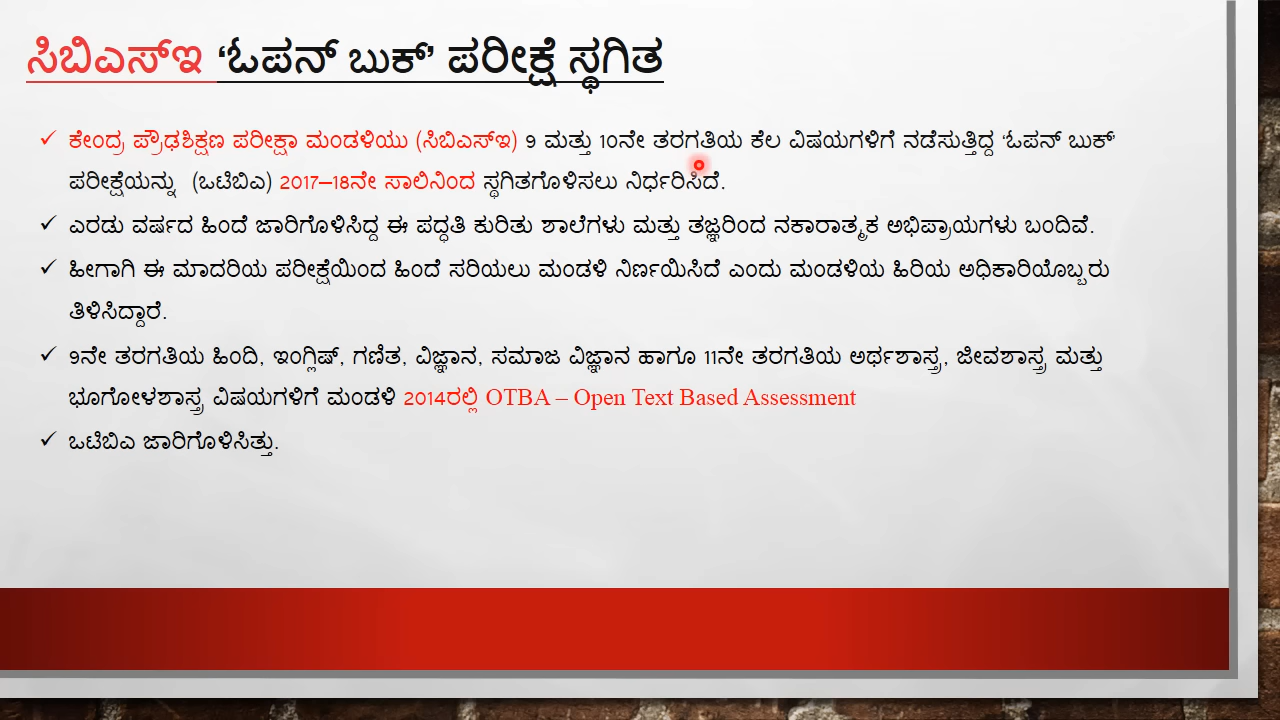 ಸಿಬಿಎಸ್ಇ ‘ಓಪನ್ ಬುಕ್’ ಪರೀಕ್ಷೆ ಸ್ಥಗಿತ
✓ ಕೇಂದ್ರ ಪ್ರೌಢಶಿಕ್ಷಣ ಪರೀಕ್ಷಾ ಮಂಡಳಿಯು (ಸಿಬಿಎಸ್ಇ) 9 ಮತ್ತು 10ನೇ ತರಗತಿಯ ಕೆಲ ವಿಷಯಗಳಿಗೆ ನಡೆಸುತ್ತಿದ್ದ ‘ಓಪನ್ ಬುಕ್’
ಪರೀಕ್ಷೆಯನ್ನು (ಒಟಿಬಿಎ) 2017–18ನೇ ಸಾಲಿನಿಂದ ಸ್ಥಗಿತಗೊಳಿಸಲು ನಿರ್ಧರಿಸಿದೆ.
✓ ಎರಡು ವರ್ಷದ ಹಿಂದೆ ಜಾರಿಗೊಳಿಸಿದ್ದ ಈ ಪದ್ಧತಿ ಕುರಿತು ಶಾಲೆಗಳು ಮತ್ತು ತಜ್ಞರಿಂದ ನಕಾರಾತ್ಮಕ ಅಭಿಪ್ರಾಯಗಳು ಬಂದಿವೆ.
✓ ಹೀಗಾಗಿ ಈ ಮಾದರಿಯ ಪರೀಕ್ಷೆಯಿಂದ ಹಿಂದೆ ಸರಿಯಲು ಮಂಡಳಿ ನಿರ್ಣಯಿಸಿದೆ ಎಂದು ಮಂಡಳಿಯ ಹಿರಿಯ ಅಧಿಕಾರಿಯೊಬ್ಬರು
ತಿಳಿಸಿದ್ದಾರೆ.
✓ 9ನೇ ತರಗತಿಯ ಹಿಂದಿ, ಇಂಗ್ಲಿಷ್, ಗಣಿತ, ವಿಜ್ಞಾನ, ಸಮಾಜ ವಿಜ್ಞಾನ ಹಾಗೂ 11ನೇ ತರಗತಿಯ ಅರ್ಥಶಾಸ್ತ್ರ, ಜೀವಶಾಸ್ತ್ರ ಮತ್ತು
ಭೂಗೋಳಶಾಸ್ತ್ರ ವಿಷಯಗಳಿಗೆ ಮಂಡಳಿ 2014ರಲ್ಲಿ OTBA – Open Text Based Assessment
✓ ಒಟಿಬಿಎ ಜಾರಿಗೊಳಿಸಿತ್ತು.